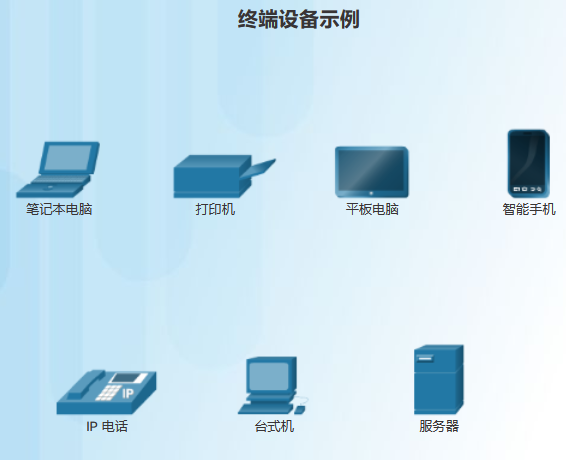 终端设备示例
笔记本电脑
打印机
平板电脑
智能手机
IP
IP 电话
台式机
服务器